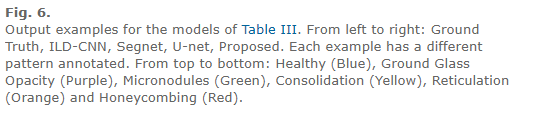 Fig. 6.
Output examples for the models of Table III. From left to right: Ground
Truth, ILD-CNN, Segnet, U-net, Proposed. Each example has a different
pattern annotated. From top to bottom: Healthy (Blue), Ground Glass
Opacity (Purple), Micronodules (Green), Consolidation (Yellow), Reticulation
(Orange) and Honeycombing (Red).